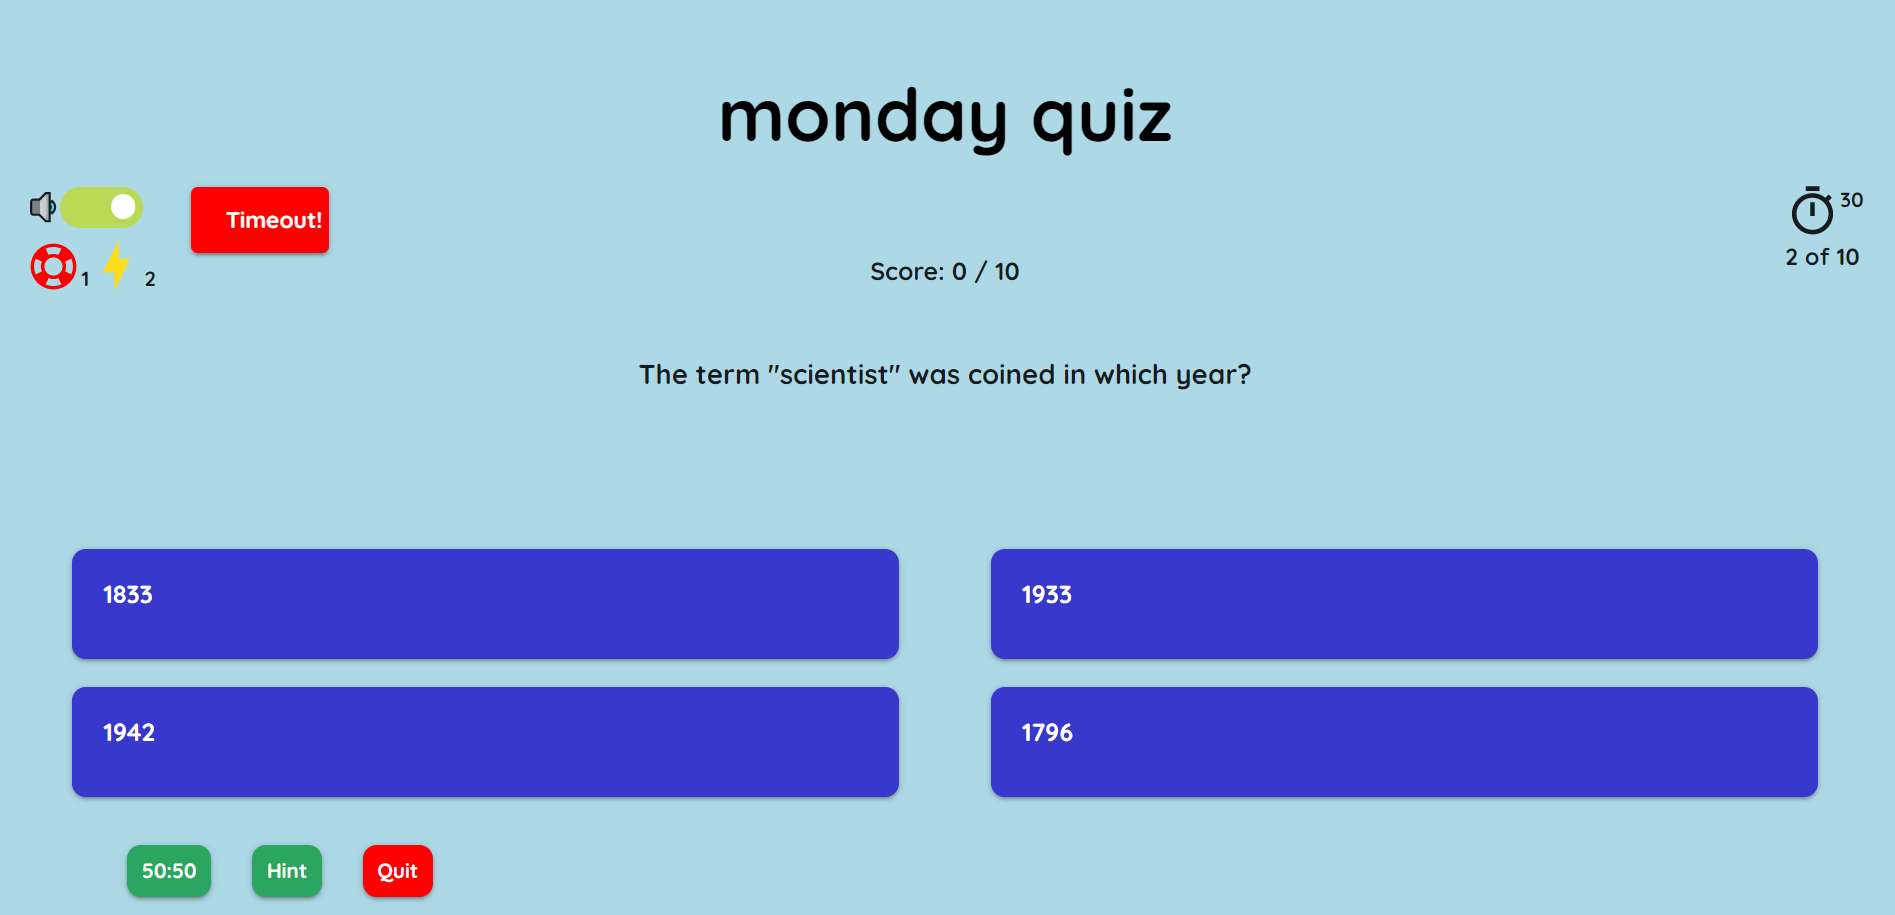 monday quiz
Timeout!
30
1
2
2 of 10
Score: 0 / 10
The term "scientist" was coined in which year?
1833
1933
1942
1796
50:50
Hint
Quit